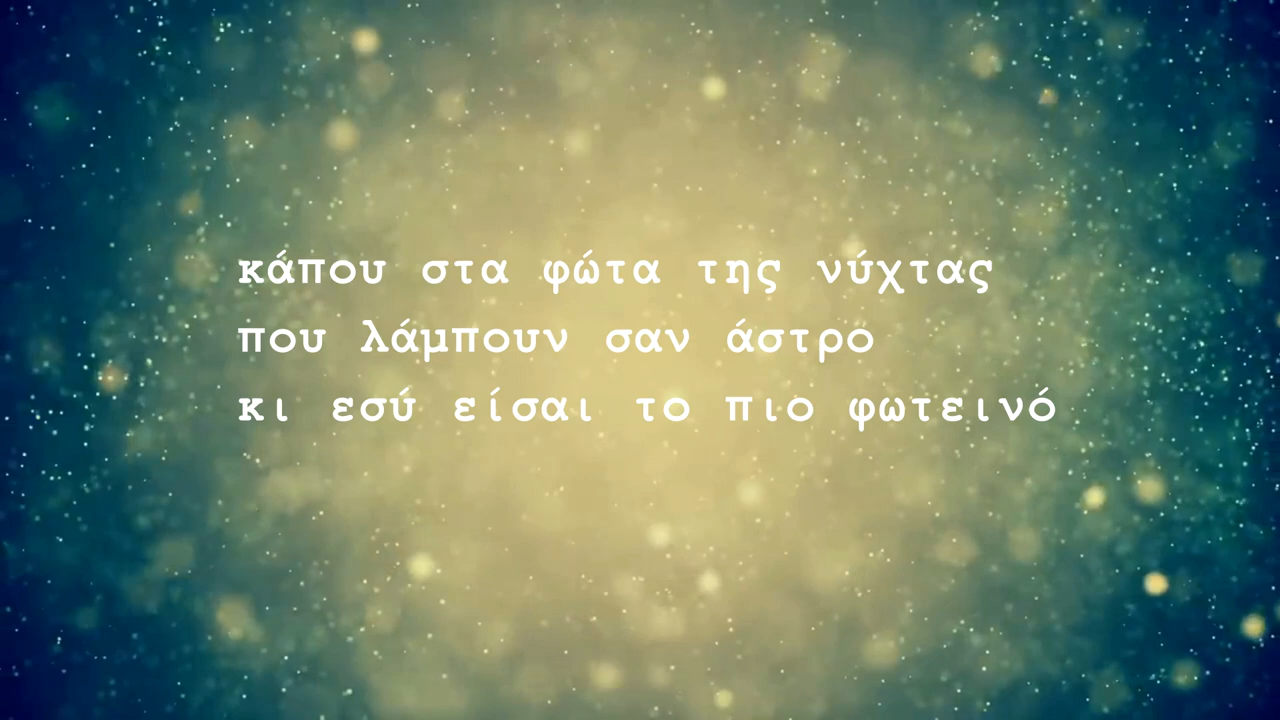 κάπου στα φώτα της νύχτας
που λάμπουν σαν άστρο
κι εσύ είσαι το πιο φωτεινό